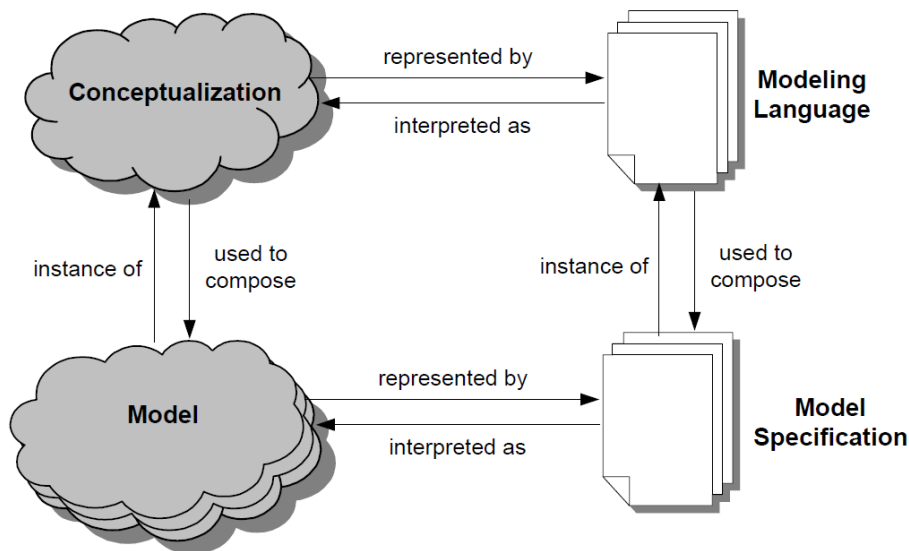 represented by
Conceptualization
Modeling
Language
interpreted as
instance of
used to
compose
instance of
used to
compose
represented by
Model
interpreted as
Model
Specification